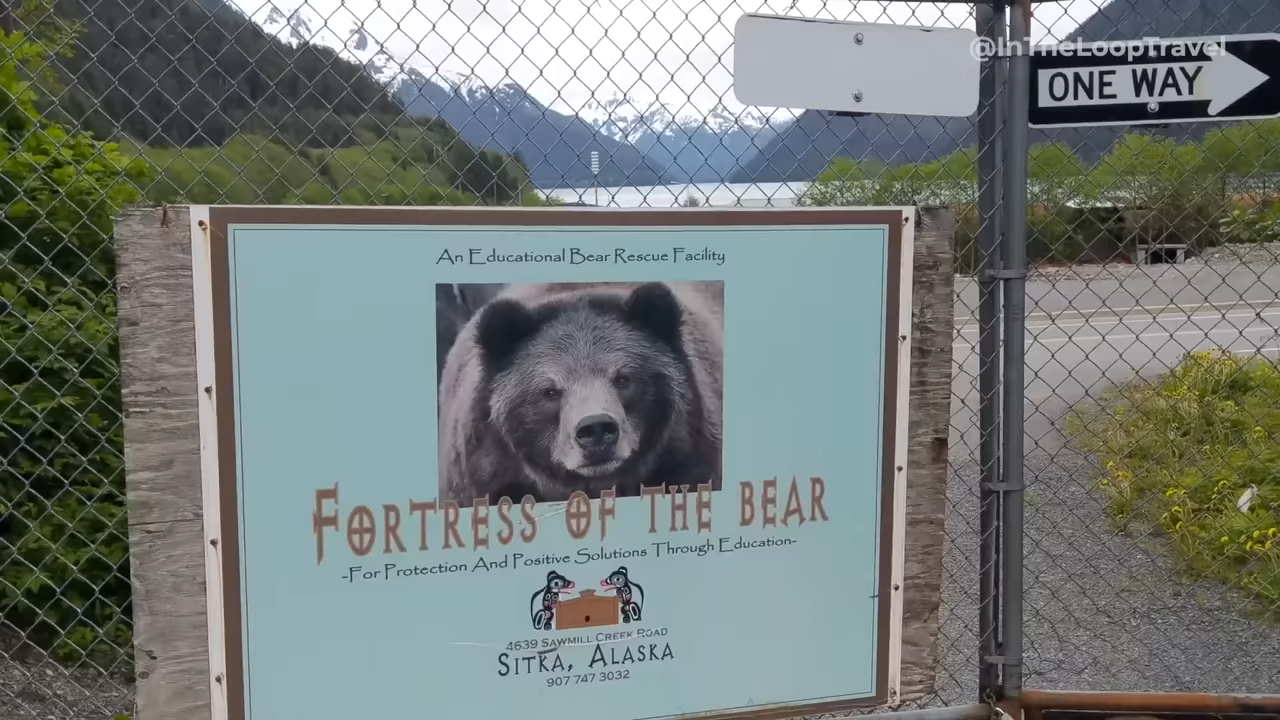 @InTheLoopTravel
ONE WAY
An Educational Bear Rescue Facility
Fortress of the Bear
-For Protection And Positive Solutions Through Education-
4639 Sawmill Creek Road
Sitka, Alaska
907 747 3032